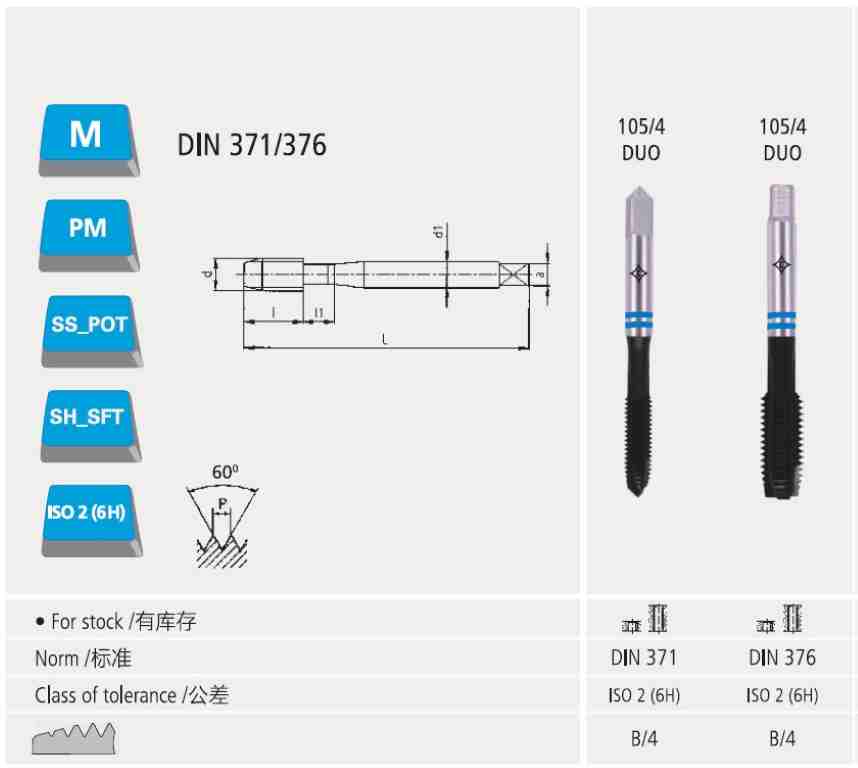 M
DIN 371/376
PM
SS_POT
SH_SFT
ISO 2 (6H)
d
d1
a
l
l1
L
60⁰
P
105/4
DUO
105/4
DUO
• For stock /有库存
Norm /标准
DIN 371
DIN 376
Class of tolerance /公差
ISO 2 (6H)
ISO 2 (6H)
B/4
B/4